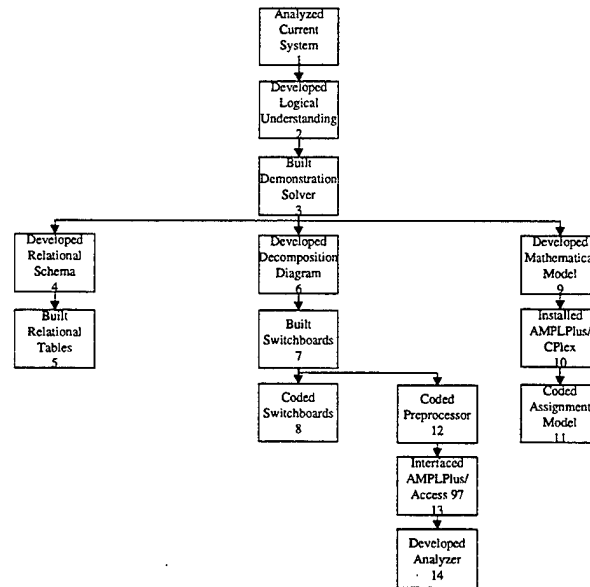 Analyzed
Current
System
1
Developed
Logical
Understanding
2
Built
Demonstration
Solver
3
Developed
Relational
Schema
4
Built
Relational
Tables
5
Developed
Decomposition
Diagram
6
Built
Switchboards
7
Coded
Switchboards
8
Developed
Mathematical
Model
9
Installed
AMPLPlus/
CPlex
10
Coded
Assignment
Model
11
Coded
Preprocessor
12
Interfaced
AMPLPlus/
Access 97
13
Developed
Analyzer
14